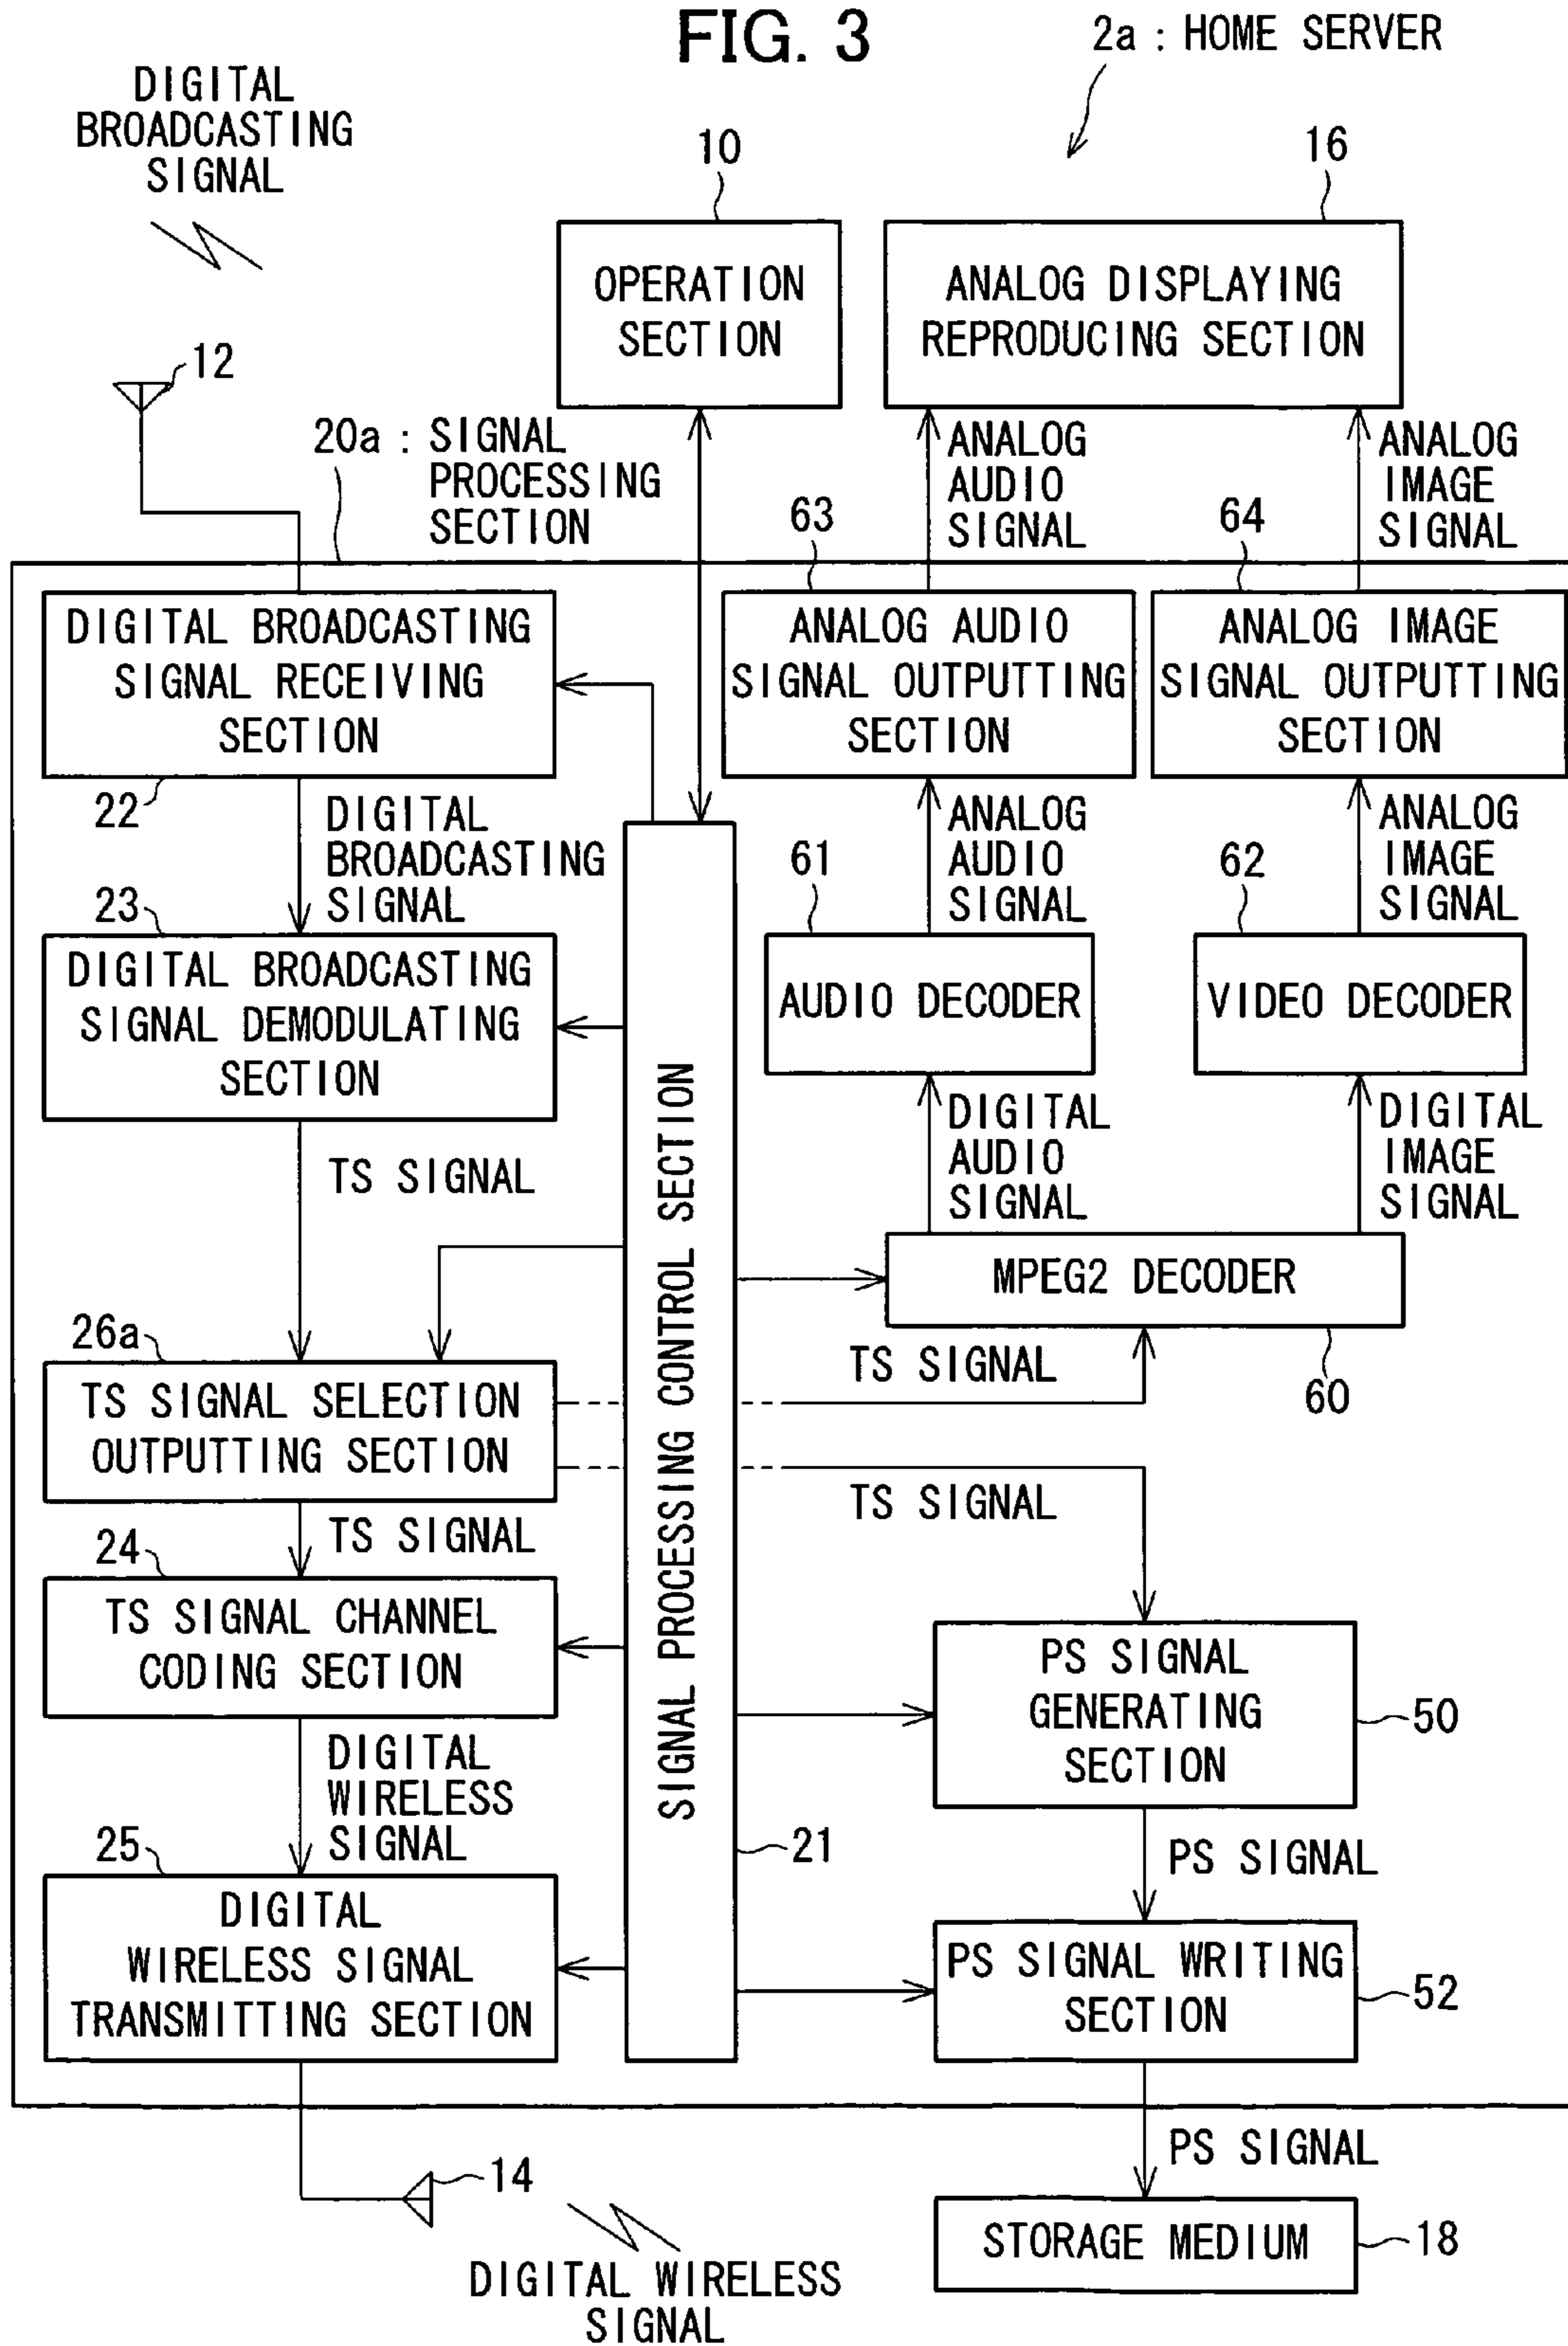 FIG. 3
2a : HOME SERVER
DIGITAL
BROADCASTING
SIGNAL
10
16
OPERATION
SECTION
ANALOG DISPLAYING
REPRODUCING SECTION
12
20a : SIGNAL
PROCESSING
SECTION
ANALOG
AUDIO
SIGNAL
ANALOG
IMAGE
SIGNAL
63
64
DIGITAL BROADCASTING
SIGNAL RECEIVING
SECTION
ANALOG AUDIO
SIGNAL OUTPUTTING
SECTION
ANALOG IMAGE
SIGNAL OUTPUTTING
SECTION
22
DIGITAL
BROADCASTING
SIGNAL
ANALOG
AUDIO
SIGNAL
ANALOG
IMAGE
SIGNAL
61
62
23
DIGITAL BROADCASTING
SIGNAL DEMODULATING
SECTION
AUDIO DECODER
VIDEO DECODER
TS SIGNAL
DIGITAL
AUDIO
SIGNAL
DIGITAL
IMAGE
SIGNAL
SIGNAL PROCESSING CONTROL SECTION
MPEG2 DECODER
26a
TS SIGNAL
60
TS SIGNAL SELECTION
OUTPUTTING SECTION
TS SIGNAL
TS SIGNAL
24
TS SIGNAL CHANNEL
CODING SECTION
PS SIGNAL
GENERATING
SECTION
50
DIGITAL
WIRELESS
SIGNAL
25
21
PS SIGNAL
DIGITAL
WIRELESS SIGNAL
TRANSMITTING SECTION
PS SIGNAL WRITING
SECTION
52
PS SIGNAL
14
STORAGE MEDIUM
18
DIGITAL WIRELESS
SIGNAL